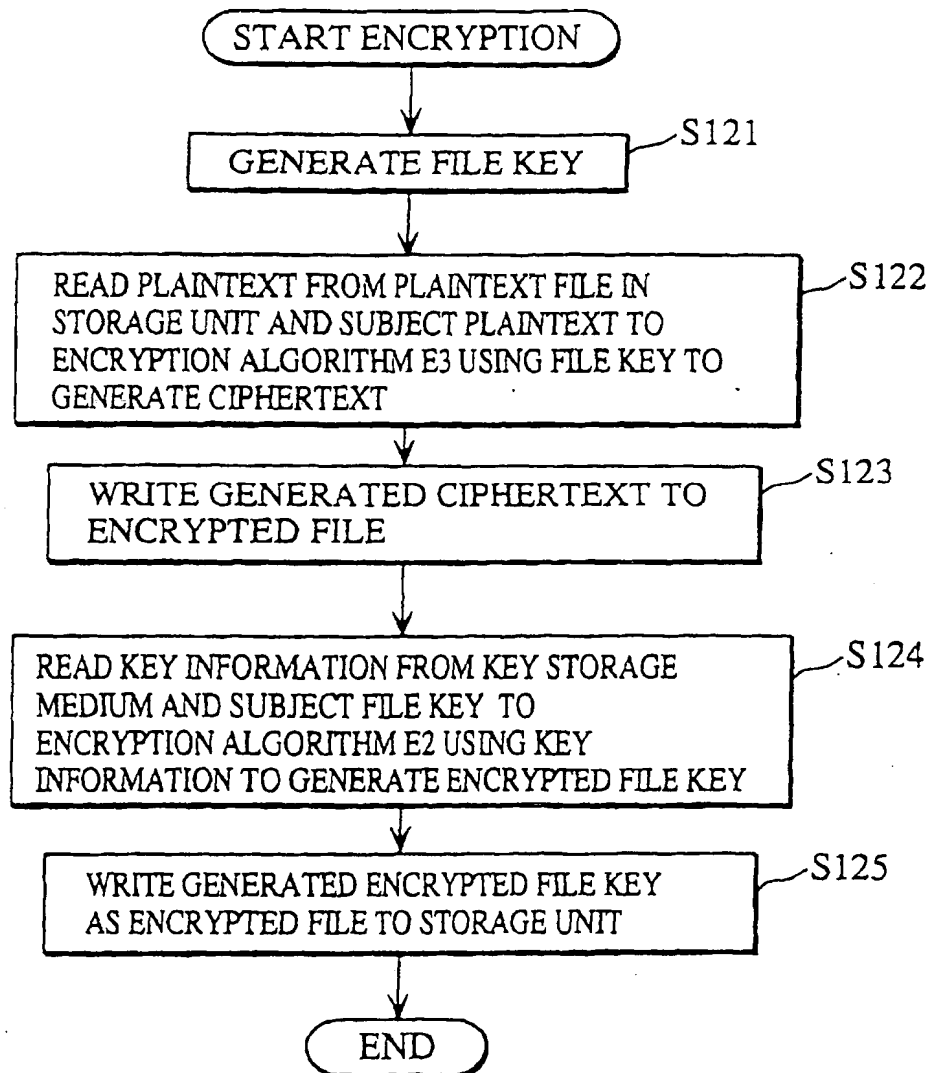 START ENCRYPTION
S121
GENERATE FILE KEY
S122
READ PLAINTEXT FROM PLAINTEXT FILE IN
STORAGE UNIT AND SUBJECT PLAINTEXT TO
ENCRYPTION ALGORITHM E3 USING FILE KEY TO
GENERATE CIPHERTEXT
S123
WRITE GENERATED CIPHERTEXT TO
ENCRYPTED FILE
S124
READ KEY INFORMATION FROM KEY STORAGE
MEDIUM AND SUBJECT FILE KEY TO
ENCRYPTION ALGORITHM E2 USING KEY
INFORMATION TO GENERATE ENCRYPTED FILE KEY
S125
WRITE GENERATED ENCRYPTED FILE KEY
AS ENCRYPTED FILE TO STORAGE UNIT
END